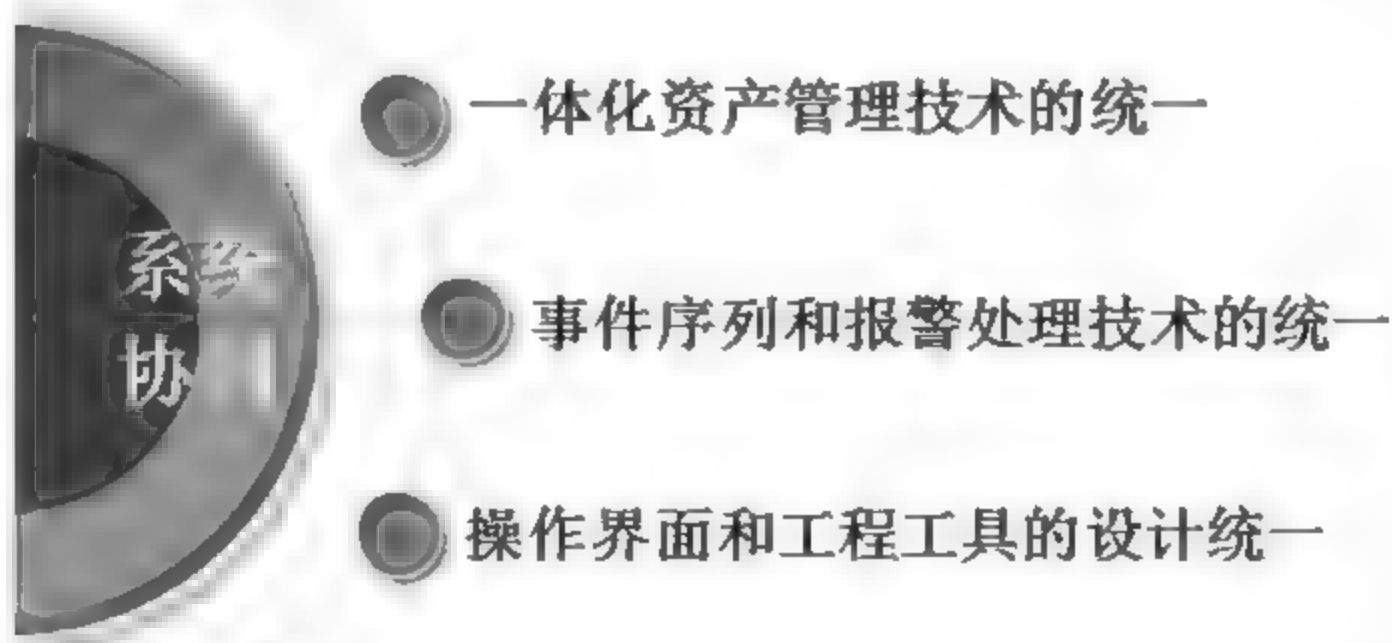 系
协
一体化资产管理技术的统一
事件序列和报警处理技术的统一
操作界面和工程工具的设计统一